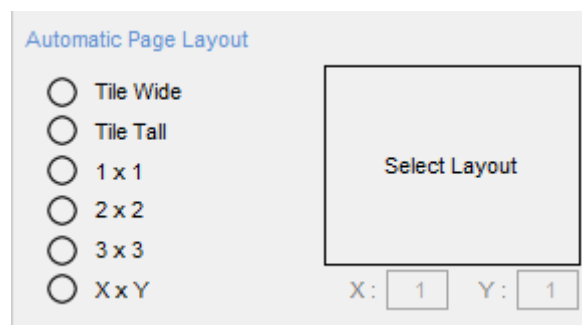 Automatic Page Layout
Tile Wide
Tile Tall
1 x 1
2 x 2
3 x 3
X x Y
Select Layout
X : 1 Y : 1